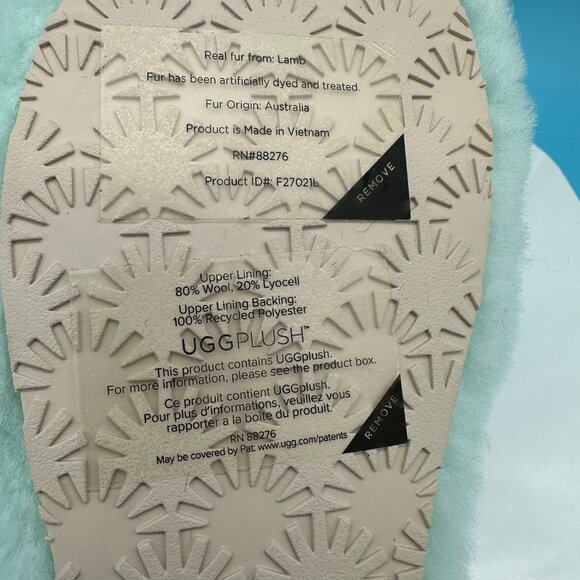 Real fur from: Lamb
Fur has been artificially dyed and treated.
Fur Origin: Australia
Product is Made in Vietnam
RN#88276
Product ID#: F27021L
REMOVE
Upper Lining:
80% Wool, 20% Lyocell
Upper Lining Backing:
100% Recycled Polyester
UGGPLUSH™
This product contains UGGplush.
For more information, please see the product box.
Ce produit contient UGGplush.
Pour plus d'informations, veuillez vous
rapporter à la boîte du produit.
RN 88276
May be covered by Pat: www.ugg.com/patents
REMOVE